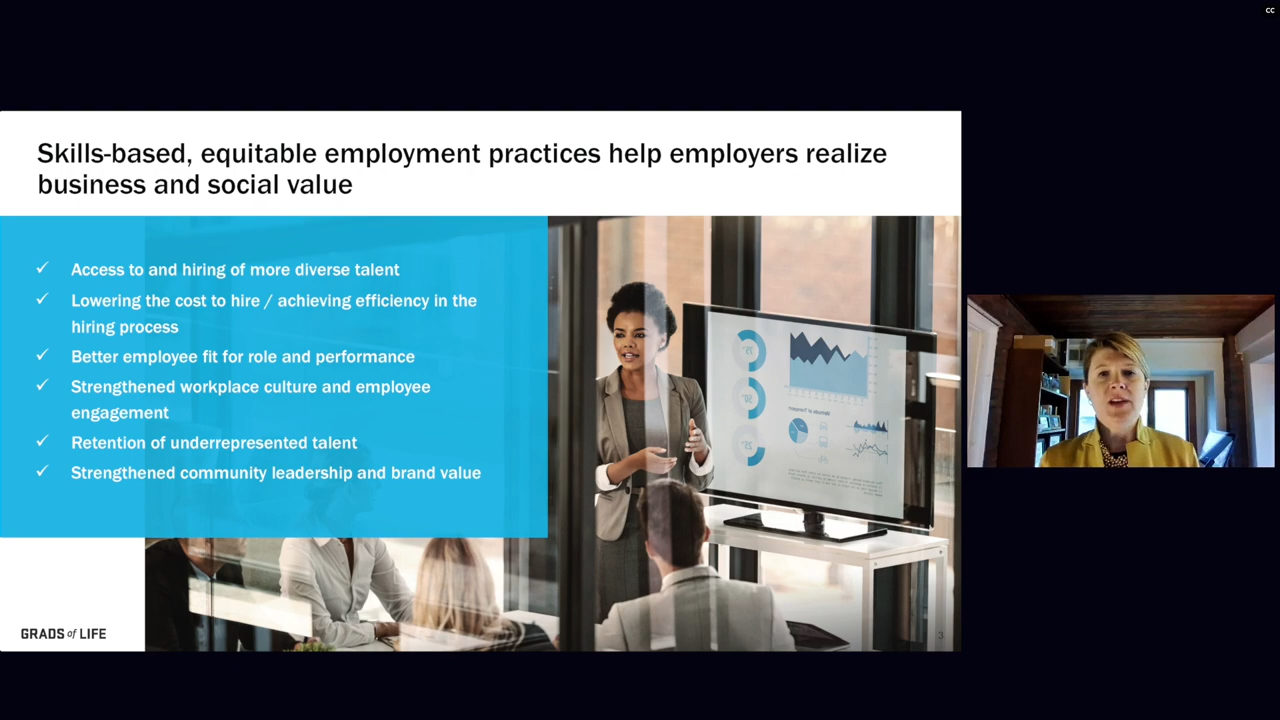 CC
Skills-based, equitable employment practices help employers realize
business and social value
✓ Access to and hiring of more diverse talent
✓ Lowering the cost to hire / achieving efficiency in the
hiring process
✓ Better employee fit for role and performance
✓ Strengthened workplace culture and employee
engagement
✓ Retention of underrepresented talent
✓ Strengthened community leadership and brand value
GRADS of LIFE
3